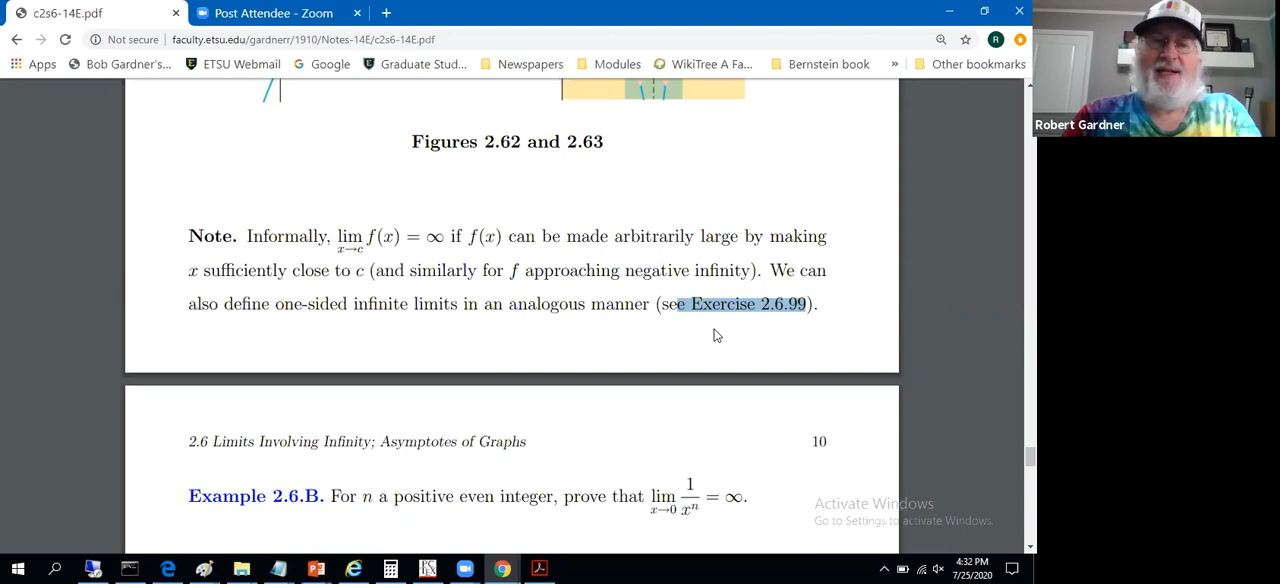 c2s6-14E.pdf
Post Attendee - Zoom
Not secure | faculty.etsu.edu/gardnerr/1910/Notes-14E/c2s6-14E.pdf
R
Apps Bob Gardner's... ETSU Webmail Google Graduate Stud... Newspapers Modules WikiTree A Fa... Bernstein book » Other bookmarks
Robert Gardner
Figures 2.62 and 2.63
Note. Informally, lim x→c f(x) = ∞ if f(x) can be made arbitrarily large by making
x sufficiently close to c (and similarly for f approaching negative infinity). We can
also define one-sided infinite limits in an analogous manner (see Exercise 2.6.99).
2.6 Limits Involving Infinity; Asymptotes of Graphs 10
Example 2.6.B. For n a positive even integer, prove that lim x→0 1/xⁿ = ∞.
Activate Windows
Go to Settings to activate Windows.
4:32 PM
7/25/2020